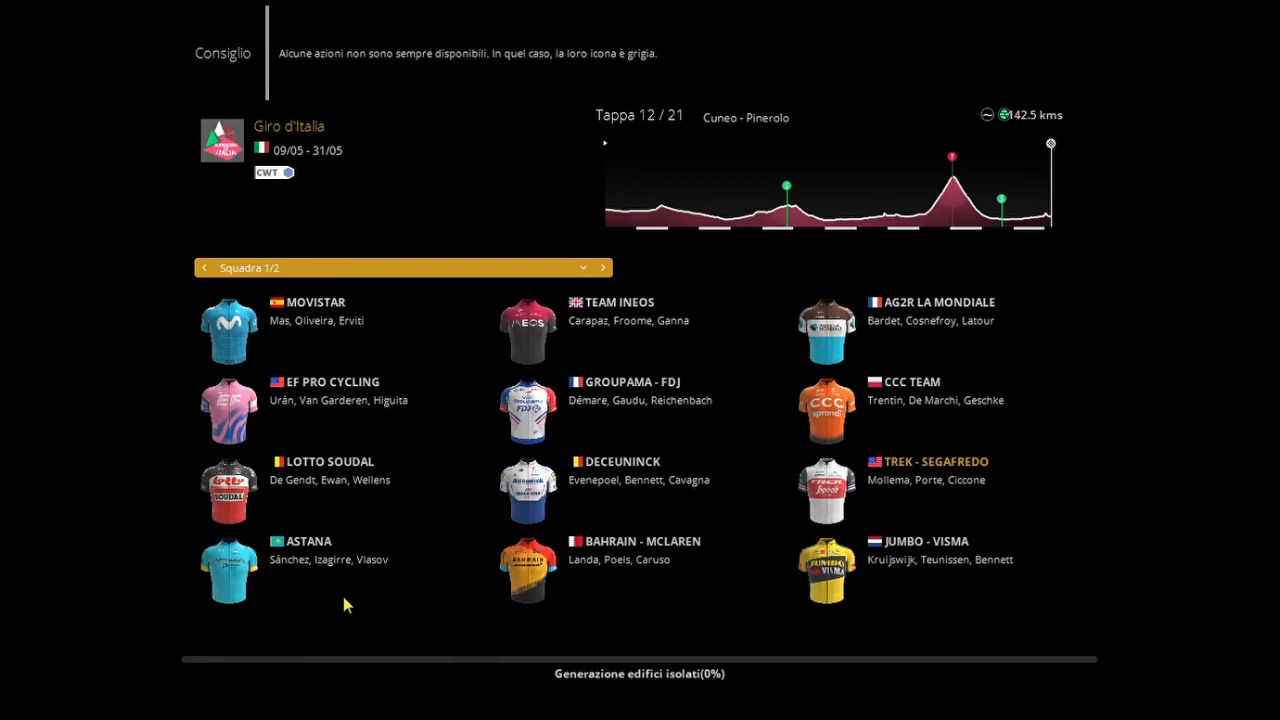 Consiglio
Alcune azioni non sono sempre disponibili. In quel caso, la loro icona è grigia.
Giro d'Italia
09/05 - 31/05
CWT
Tappa 12 / 21
Cuneo - Pinerolo
142.5 kms
Squadra 1/2
MOVISTAR
Mas, Oliveira, Erviti
TEAM INEOS
Carapaz, Froome, Ganna
AG2R LA MONDIALE
Bardet, Cosnefroy, Latour
EF PRO CYCLING
Urán, Van Garderen, Higuita
GROUPAMA - FDJ
Démare, Gaudu, Reichenbach
CCC TEAM
Trentin, De Marchi, Geschke
LOTTO SOUDAL
De Gendt, Ewan, Wellens
DECEUNINCK
Evenepoel, Bennett, Cavagna
TREK - SEGAFREDO
Mollema, Porte, Ciccone
ASTANA
Sánchez, Izagirre, Vlasov
BAHRAIN - MCLAREN
Landa, Poels, Caruso
JUMBO - VISMA
Kruijswijk, Teunissen, Bennett
Generazione edifici isolati(0%)